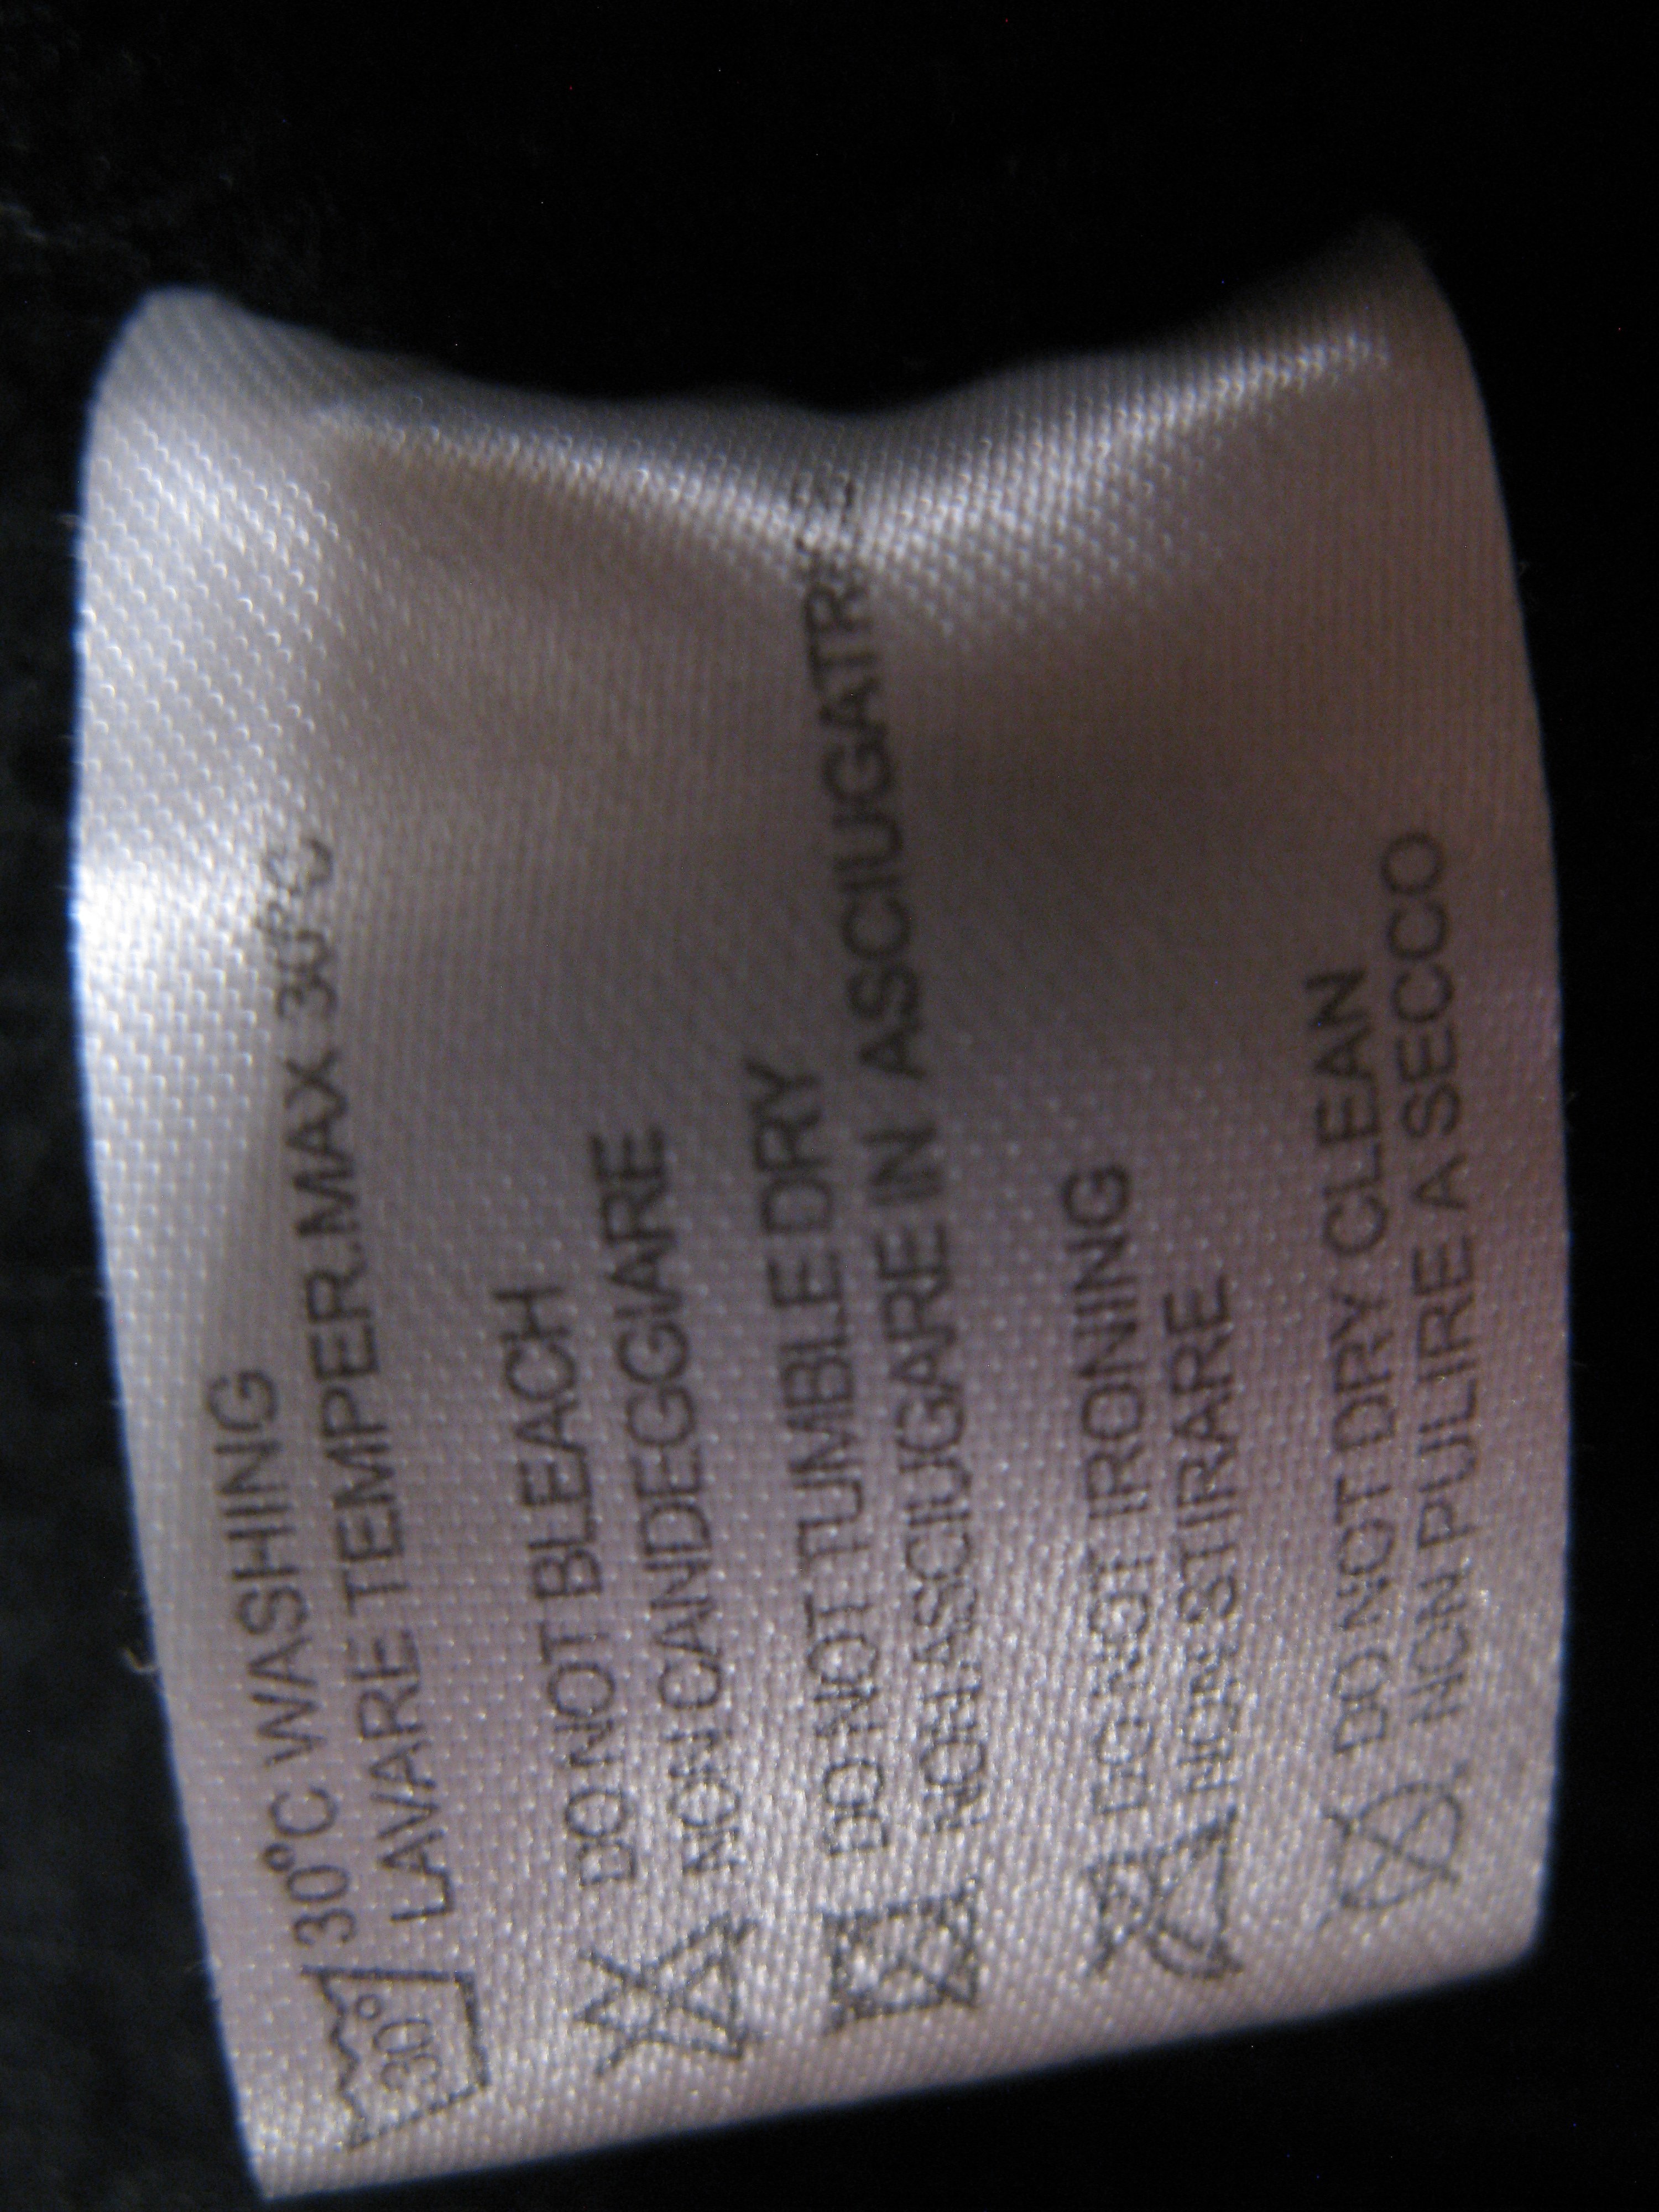 30°C WASHING
LAVARE TEMPER.MAX 30°C
30°
DO NOT BLEACH
NON CANDEGGIARE
DO NOT TUMBLE DRY
NON ASCIUGARE IN ASCIUGATRICE
DO NOT IRONING
NON STIRARE
DO NOT DRY CLEAN
NON PULIRE A SECCO